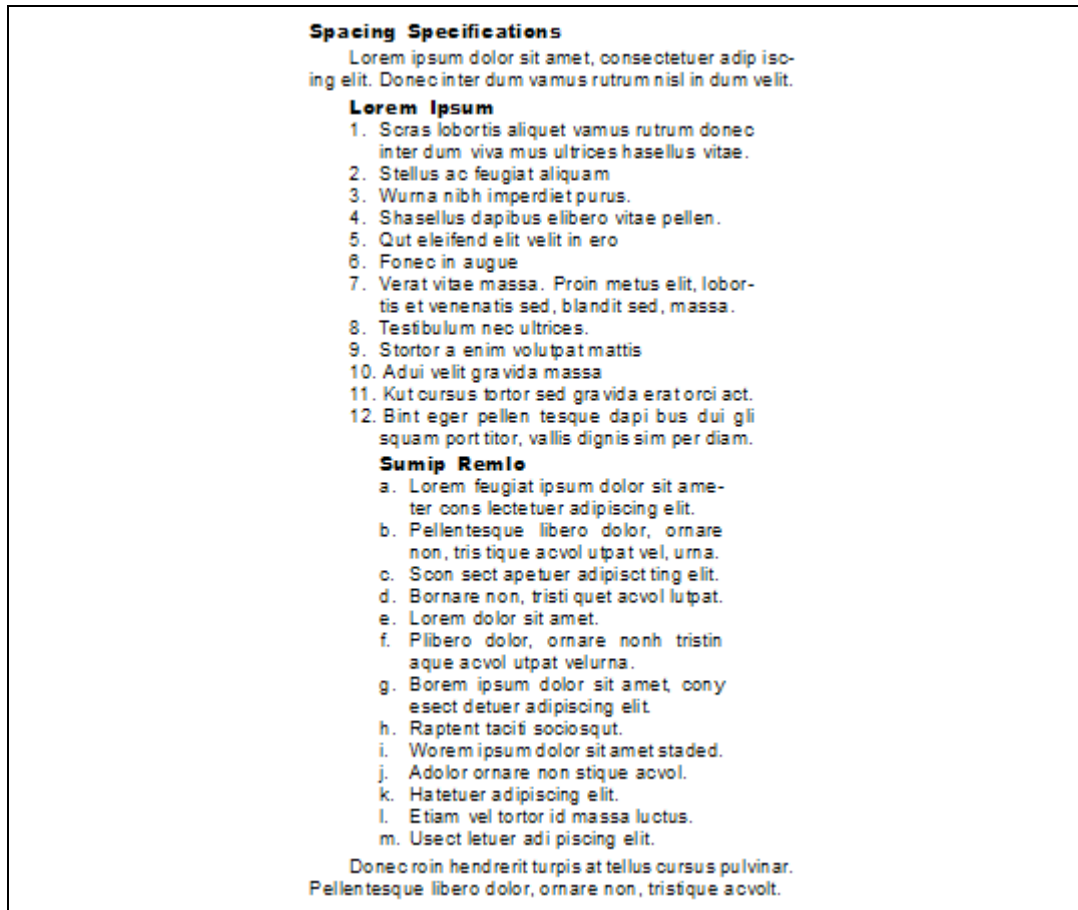 Spacing Specifications
Lorem ipsum dolor sit amet, consectetuer adip isc-
ing elit. Donec inter dum vamus rutrum nisl in dum velit.
Lorem Ipsum
1. Scras lobortis aliquet vamus rutrum donec
inter dum viva mus ultrices hasellus vitae.
2. Stellus ac feugiat aliquam
3. Wurna nibh imperdiet purus.
4. Shasellus dapibus elibero vitae pellen.
5. Qut eleifend elit velit in ero
6. Fonec in augue
7. Verat vitae massa. Proin metus elit, lobor-
tis et venenatis sed, blandit sed, massa.
8. Testibulum nec ultrices.
9. Stortor a enim volutpat mattis
10. Adui velit gravida massa
11. Kut cursus tortor sed gravida erat orci act.
12. Bint eger pellen tesque dapi bus dui gli
squam port titor, vallis dignis sim per diam.
Sumip Remlo
a. Lorem feugiat ipsum dolor sit ame-
ter cons lectetuer adipiscing elit.
b. Pellentesque libero dolor, ornare
non, tris tique acvol utpat vel, urna.
c. Scon sect apetuer adipisct ting elit.
d. Bornare non, tristi quet acvol lutpat.
e. Lorem dolor sit amet.
f. Plibero dolor, ornare nonh tristin
aque acvol utpat velurna.
g. Borem ipsum dolor sit amet, cony
esect detuer adipiscing elit.
h. Raptent taciti sociosqut.
i. Worem ipsum dolor sit amet staded.
j. Adolor ornare non stique acvol.
k. Hatetuer adipiscing elit.
l. Etiam vel tortor id massa luctus.
m. Usect letuer adi piscing elit.
Donec roin hendrerit turpis at tellus cursus pulvinar.
Pellentesque libero dolor, ornare non, tristique acvolt.